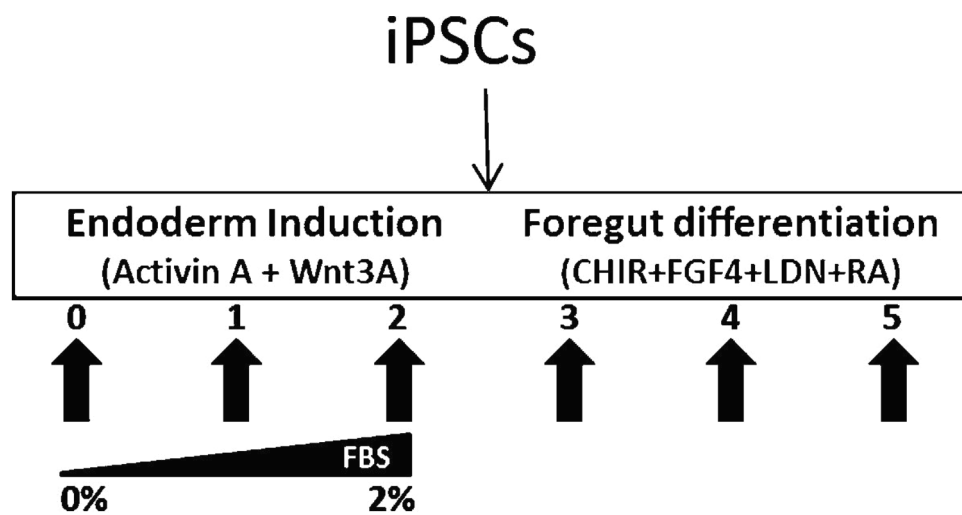 iPSCs
Endoderm Induction Foregut differentiation
(Activin A + Wnt3A) (CHIR+FGF4+LDN+RA)
0 1 2 3 4 5
FBS
0% 2%